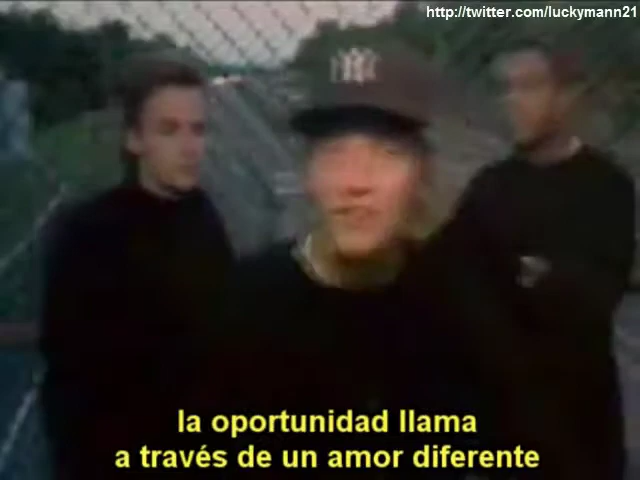 http://twitter.com/luckymann21
la oportunidad llama
a través de un amor diferente